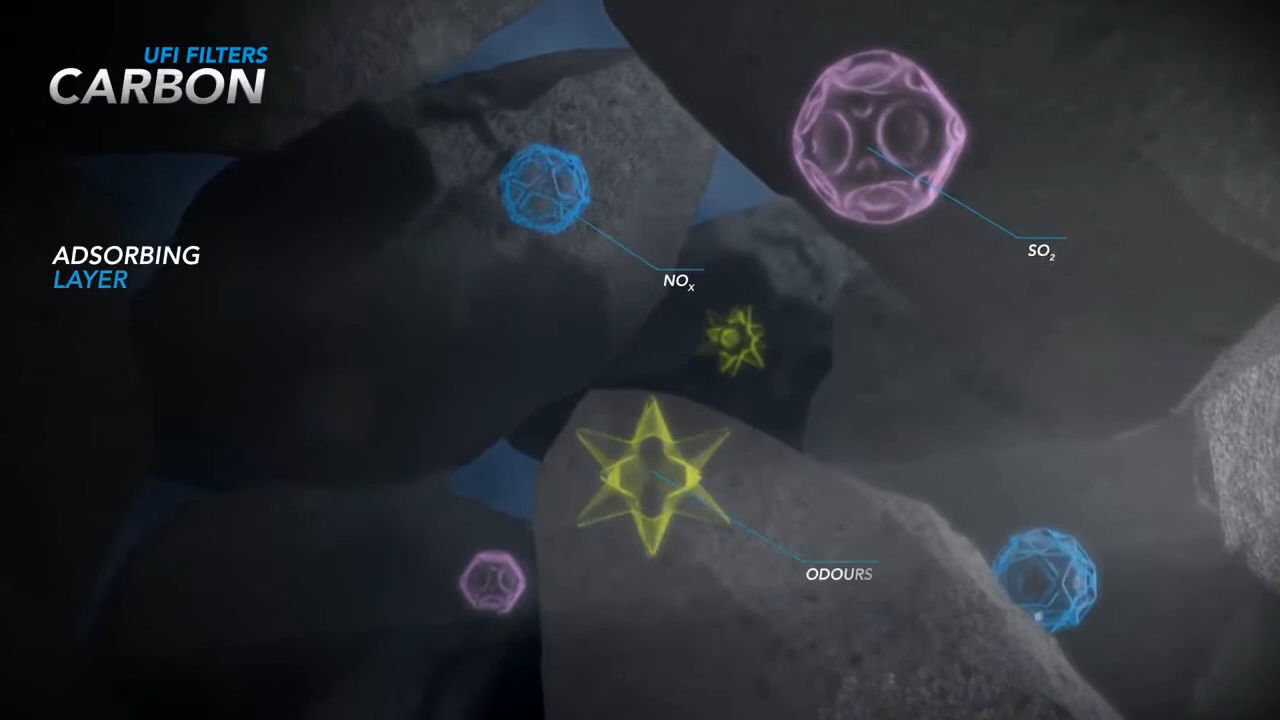 UFI FILTERS
CARBON
ADSORBING
LAYER
NOX
SO2
ODOURS